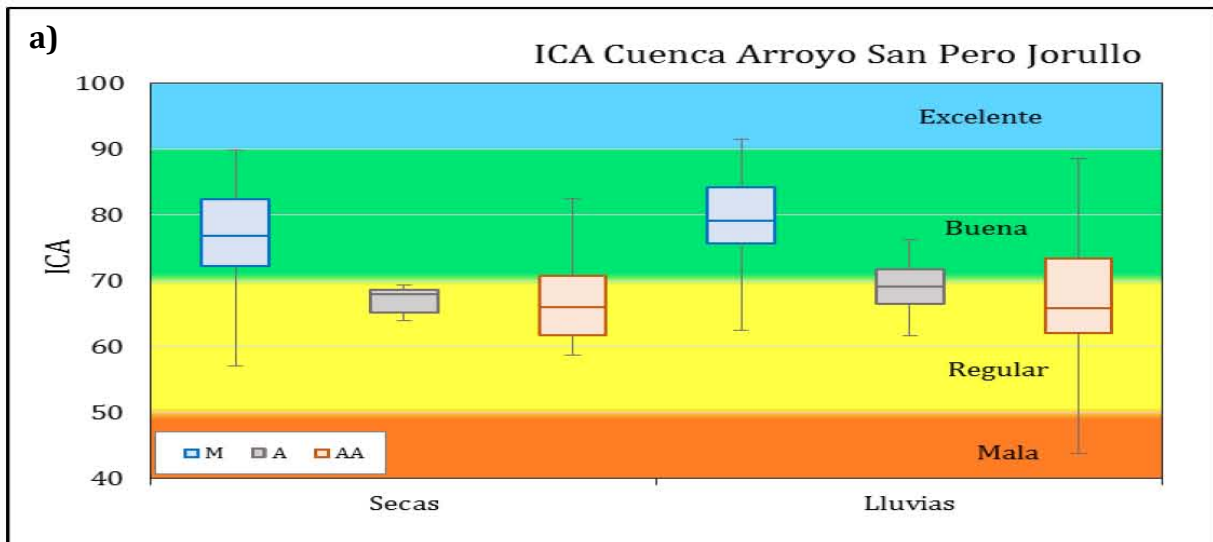 a)
ICA Cuenca Arroyo San Pero Jorullo
100
90
80
70
60
50
40
ICA
Excelente
Buena
Regular
Mala
M A AA
Secas Lluvias